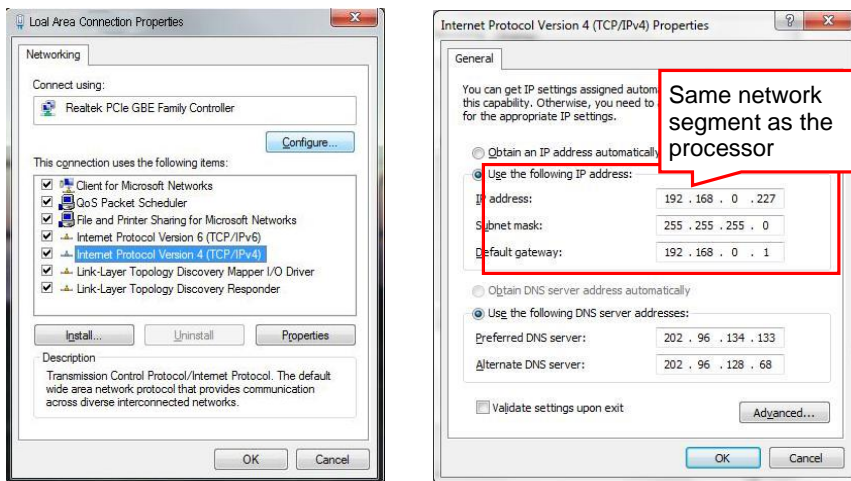 Loal Area Connection Properties
Networking
Connect using:
Realtek PCIe GBE Family Controller
Configure...
This connection uses the following items:
Client for Microsoft Networks
QoS Packet Scheduler
File and Printer Sharing for Microsoft Networks
Internet Protocol Version 6 (TCP/IPv6)
Internet Protocol Version 4 (TCP/IPv4)
Link-Layer Topology Discovery Mapper I/O Driver
Link-Layer Topology Discovery Responder
Install...
Uninstall
Properties
Description
Transmission Control Protocol/Internet Protocol. The default
wide area network protocol that provides communication
across diverse interconnected networks.
OK
Cancel
Internet Protocol Version 4 (TCP/IPv4) Properties
General
You can get IP settings assigned
this capability. Otherwise, you need to
for the appropriate IP settings.
Same network
segment as the
processor
Obtain an IP address automatically
Use the following IP address:
IP address:
192 . 168 . 0 . 227
Subnet mask:
255 . 255 . 255 . 0
Default gateway:
192 . 168 . 0 . 1
Obtain DNS server address automatically
Use the following DNS server addresses:
Preferred DNS server:
202 . 96 . 134 . 133
Alternate DNS server:
202 . 96 . 128 . 68
Validate settings upon exit
Advanced...
OK
Cancel